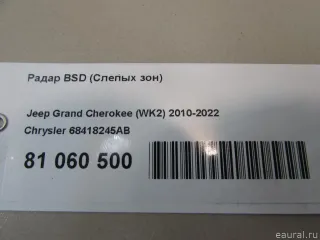 Радар BSD (Слепых зон)
Jeep Grand Cherokee (WK2) 2010-2022
Chrysler 68418245AB
81 060 500
eaural.ru